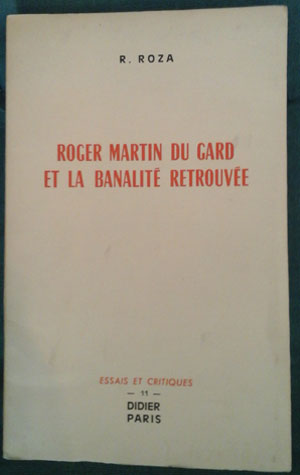 R. ROZA
ROGER MARTIN DU GARD
ET LA BANALITÉ RETROUVÉE
ESSAIS ET CRITIQUES
— 11 —
DIDIER
PARIS